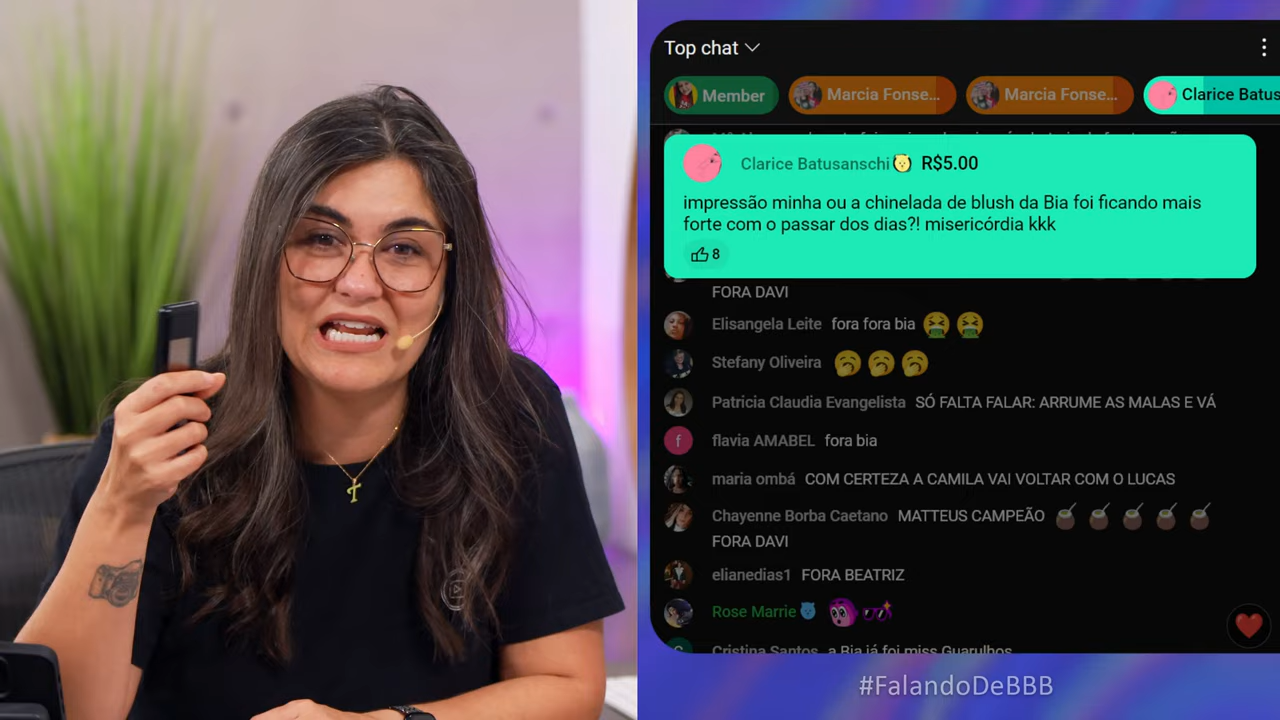 Top chat
Member
Marcia Fonse...
Marcia Fonse...
Clarice Batus
Clarice Batusanschi R$5.00
impressão minha ou a chinelada de blush da Bia foi ficando mais
forte com o passar dos dias?! misericórdia kkk
8
FORA DAVI
Elisangela Leite fora fora bia
Stefany Oliveira
Patricia Claudia Evangelista SÓ FALTA FALAR: ARRUME AS MALAS E VÁ
f flavia AMABEL fora bia
maria ombá COM CERTEZA A CAMILA VAI VOLTAR COM O LUCAS
Chayenne Borba Caetano MATTEUS CAMPEÃO
FORA DAVI
elianedias1 FORA BEATRIZ
Rose Marrie
Cristina Santos a Bia já foi miss Guarulhos
#FalandoDeBBB